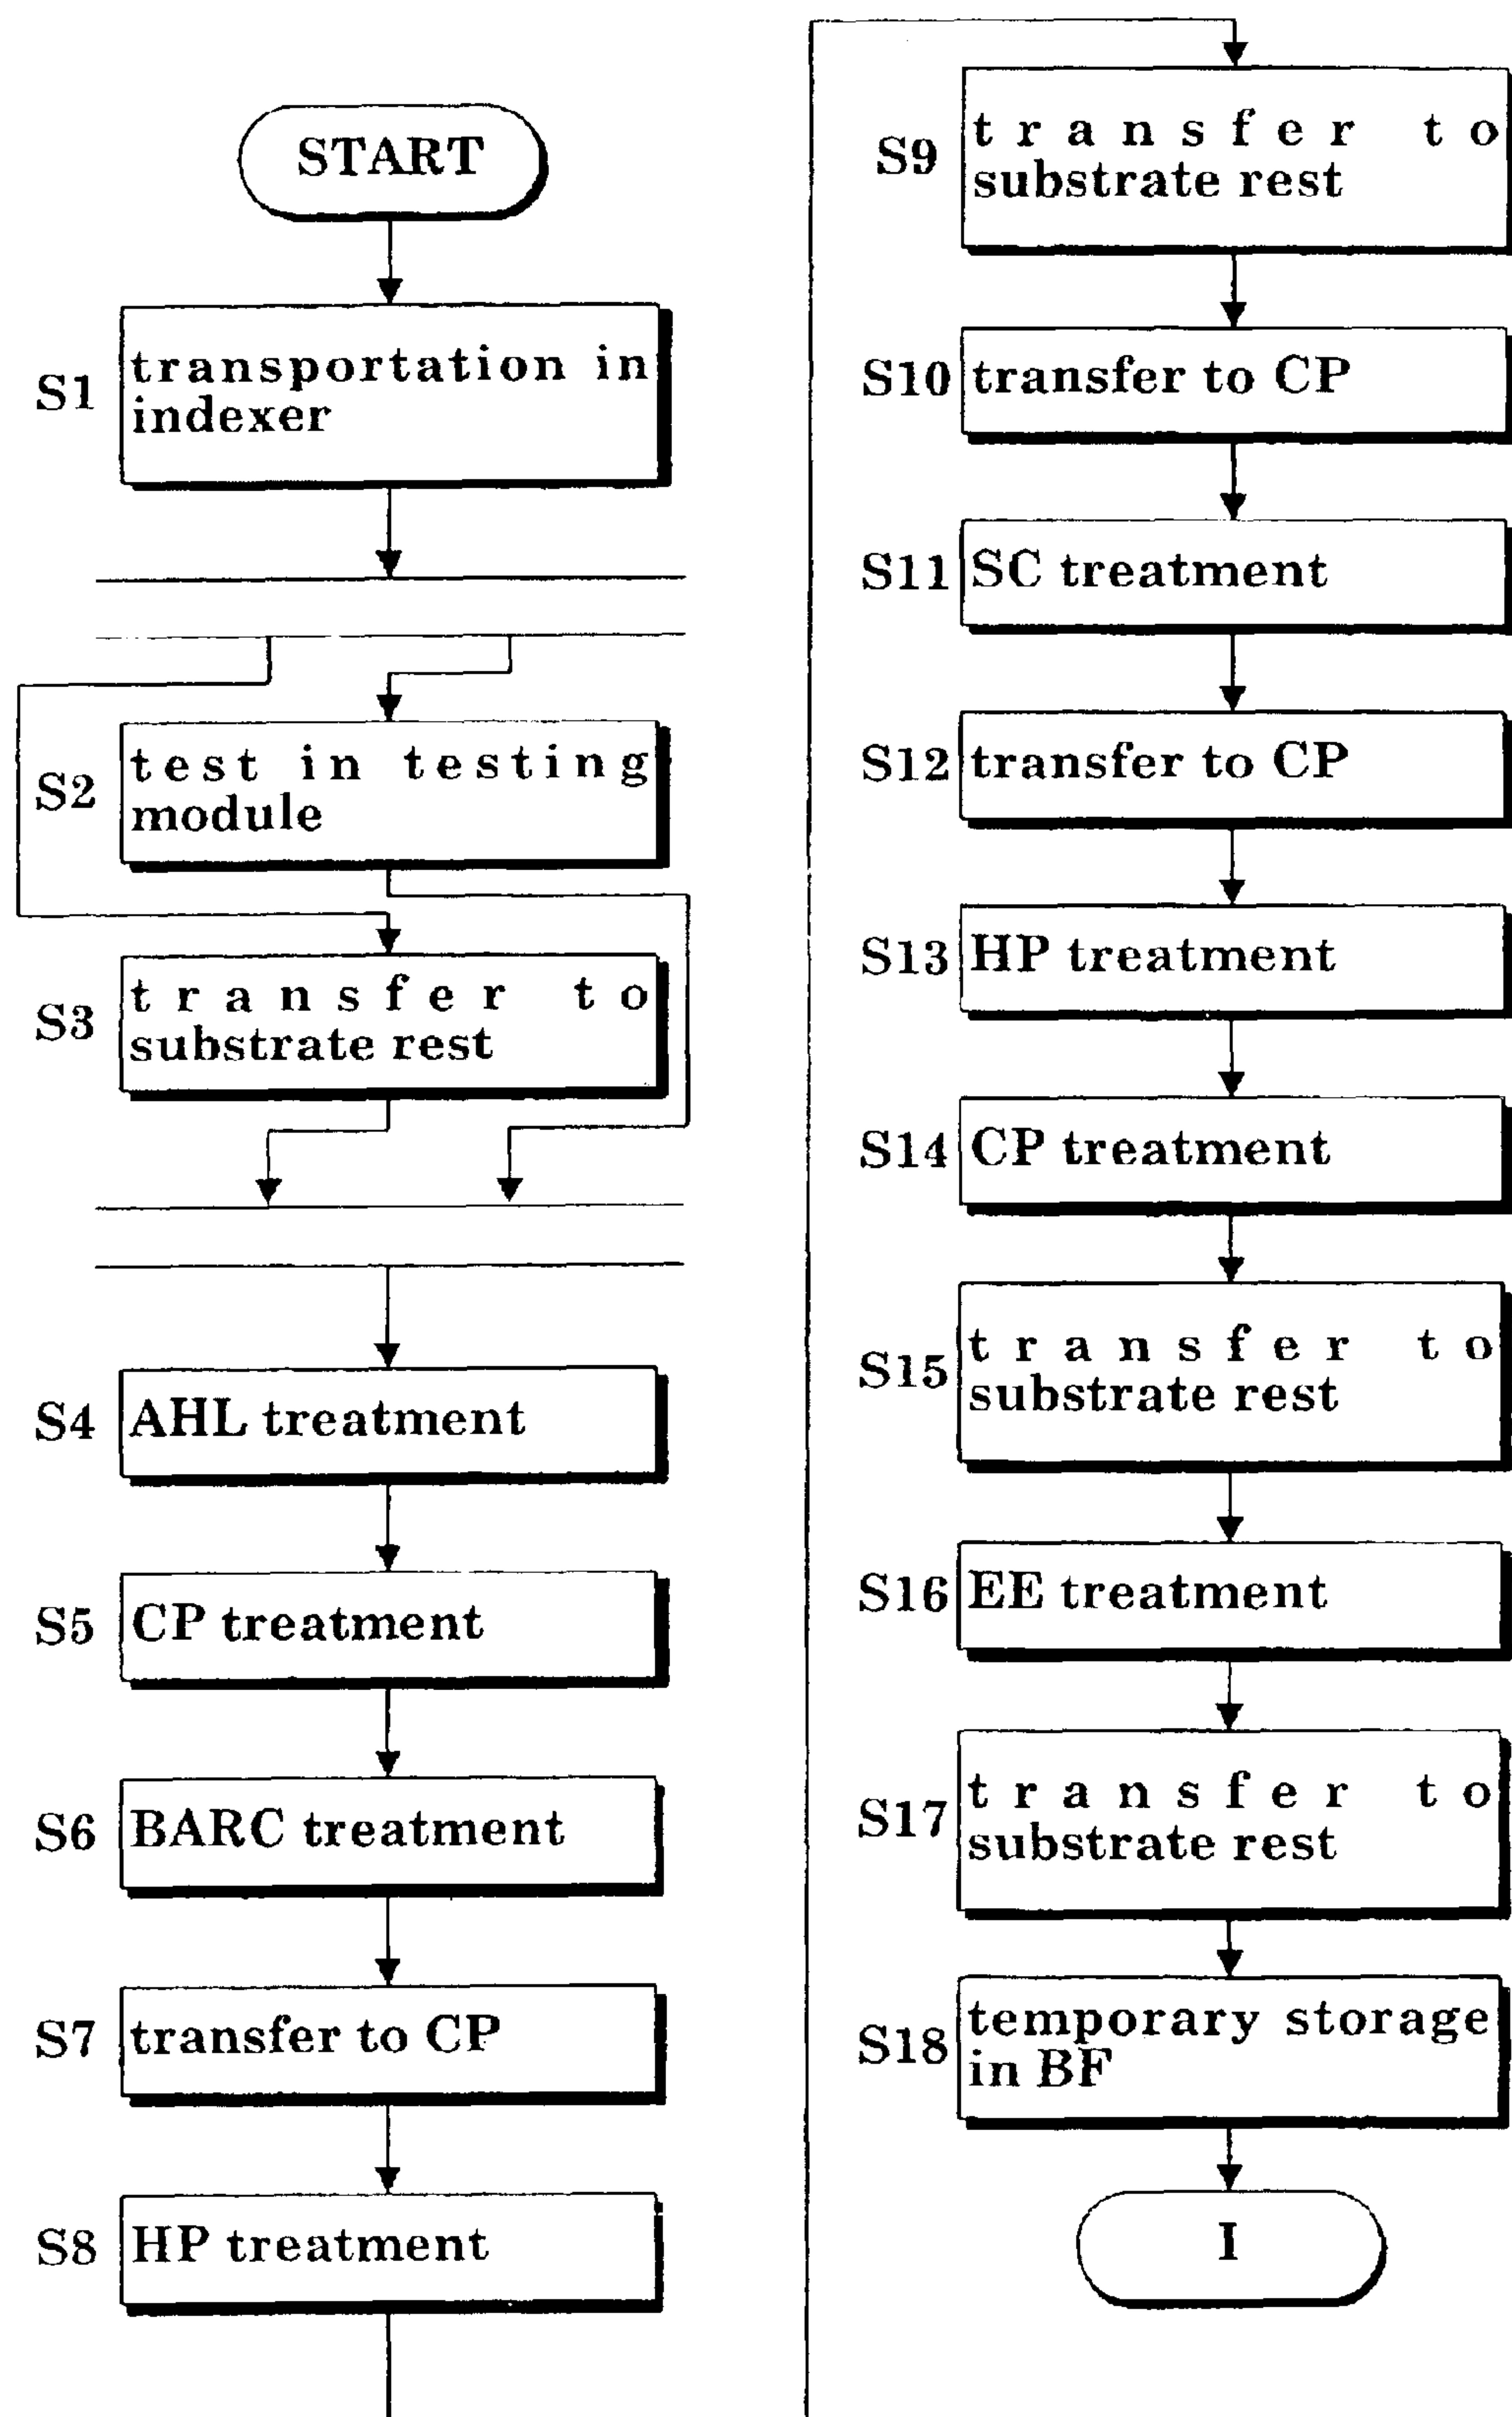 START
S1
transportation in
indexer
S2
test in testing
module
S3
transfer to
substrate rest
S4
AHL treatment
S5
CP treatment
S6
BARC treatment
S7
transfer to CP
S8
HP treatment
S9
transfer to
substrate rest
S10
transfer to CP
S11
SC treatment
S12
transfer to CP
S13
HP treatment
S14
CP treatment
S15
transfer to
substrate rest
S16
EE treatment
S17
transfer to
substrate rest
S18
temporary storage
in BF
I